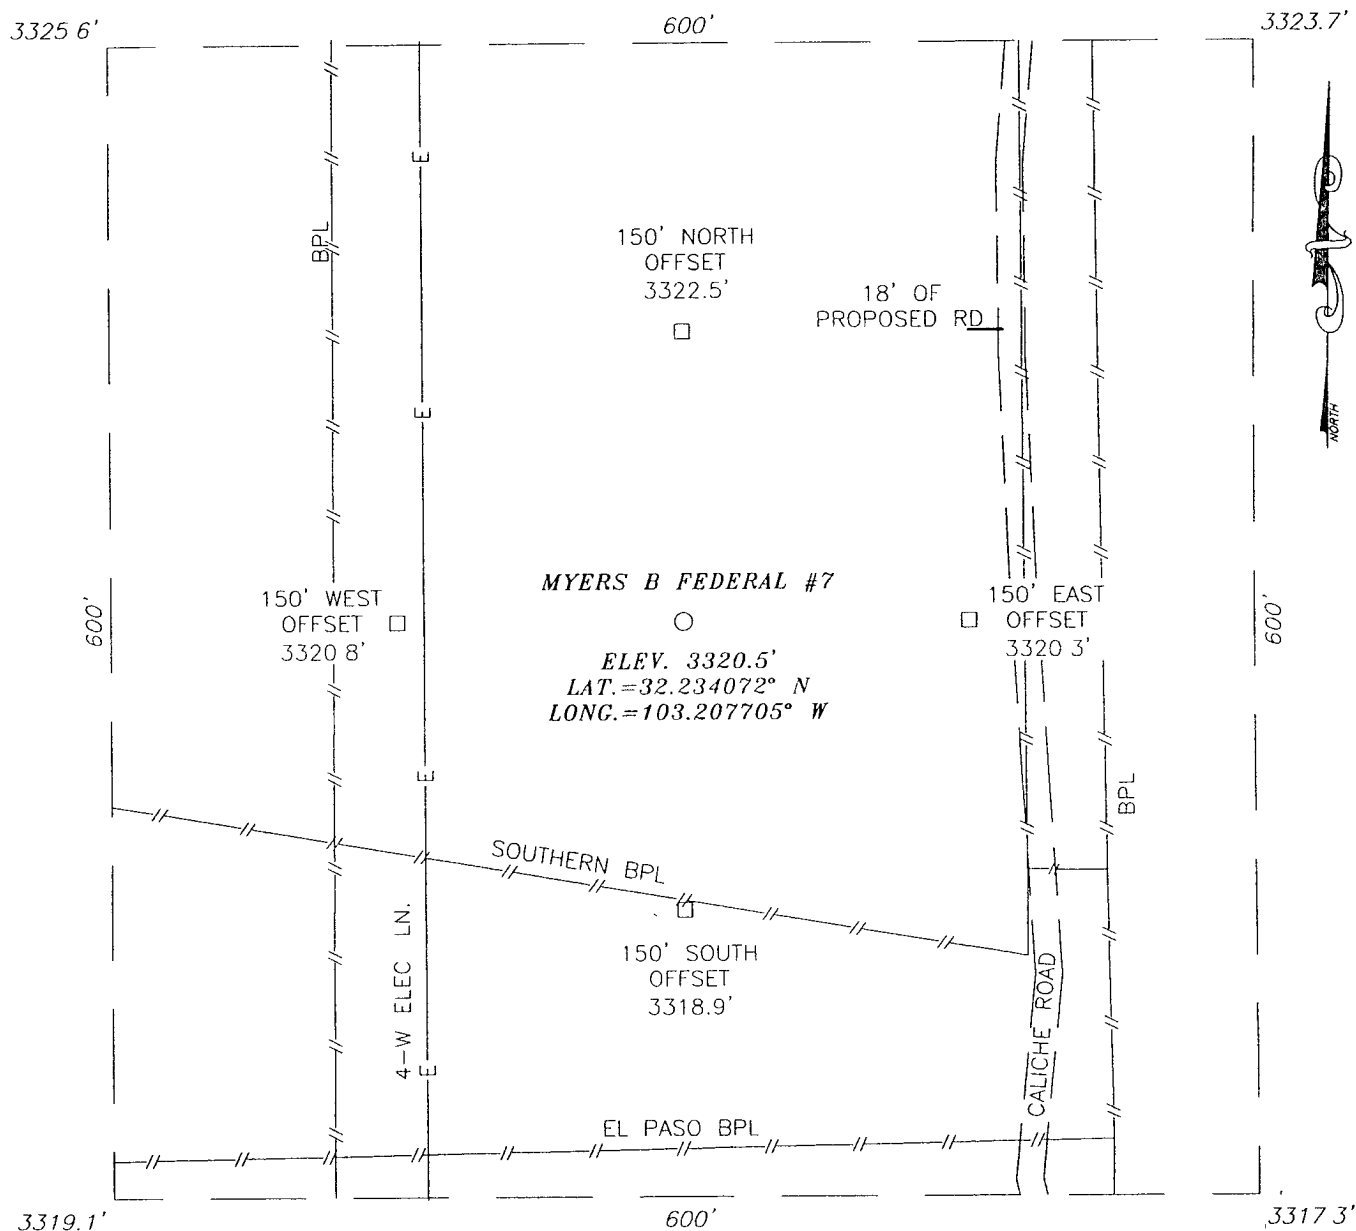 3325 6'
600'
3323.7'
BPL
E
150' NORTH
OFFSET
3322.5'
18' OF
PROPOSED RD
NORTH
E
600'
150' WEST
OFFSET
3320 8'
MYERS B FEDERAL #7
ELEV. 3320.5'
LAT.=32.234072° N
LONG.=103.207705° W
150' EAST
OFFSET
3320 3'
600'
E
BPL
SOUTHERN BPL
4-W ELEC LN.
150' SOUTH
OFFSET
3318.9'
CALICHE ROAD
E
EL PASO BPL
3319.1'
600'
3317 3'